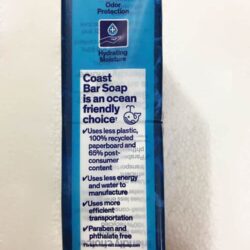 Odor
Protection
Hydrating
Moisture
Coast
Bar Soap
is an ocean
friendly
choice†
✓Uses less plastic,
100% recycled
paperboard and
65% post-
consumer
content
✓Uses less energy
and water to
manufacture
✓Uses more
efficient
transportation
✓Paraben and
phthalate free